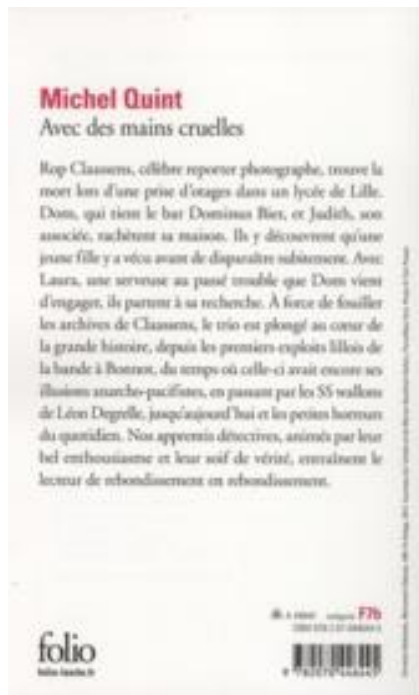 Michel Quint
Avec des mains cruelles
Rop Claassens, célèbre reporter photographe, trouve la
mort lors d'une prise d'otages dans un lycée de Lille.
Dom, qui tient le bar Dominus Bier, et Judith, son
associée, rachètent sa maison. Ils y découvrent qu'une
jeune fille y a vécu avant de disparaître subitement. Avec
Laura, une serveuse au passé trouble que Dom vient
d'engager, ils partent à sa recherche. À force de fouiller
les archives de Claassens, le trio est plongé au cœur de
la grande histoire, depuis les premiers exploits lillois de
la bande à Bonnot, du temps où celle-ci avait encore ses
illusions anarcho-pacifistes, en passant par les SS wallons
de Léon Degrelle, jusqu'aujourd'hui et les petites horreurs
du quotidien. Nos apprentis détectives, animés par leur
bel enthousiasme et leur soif de vérité, entraînent le
lecteur de rebondissement en rebondissement.
F7b
folio